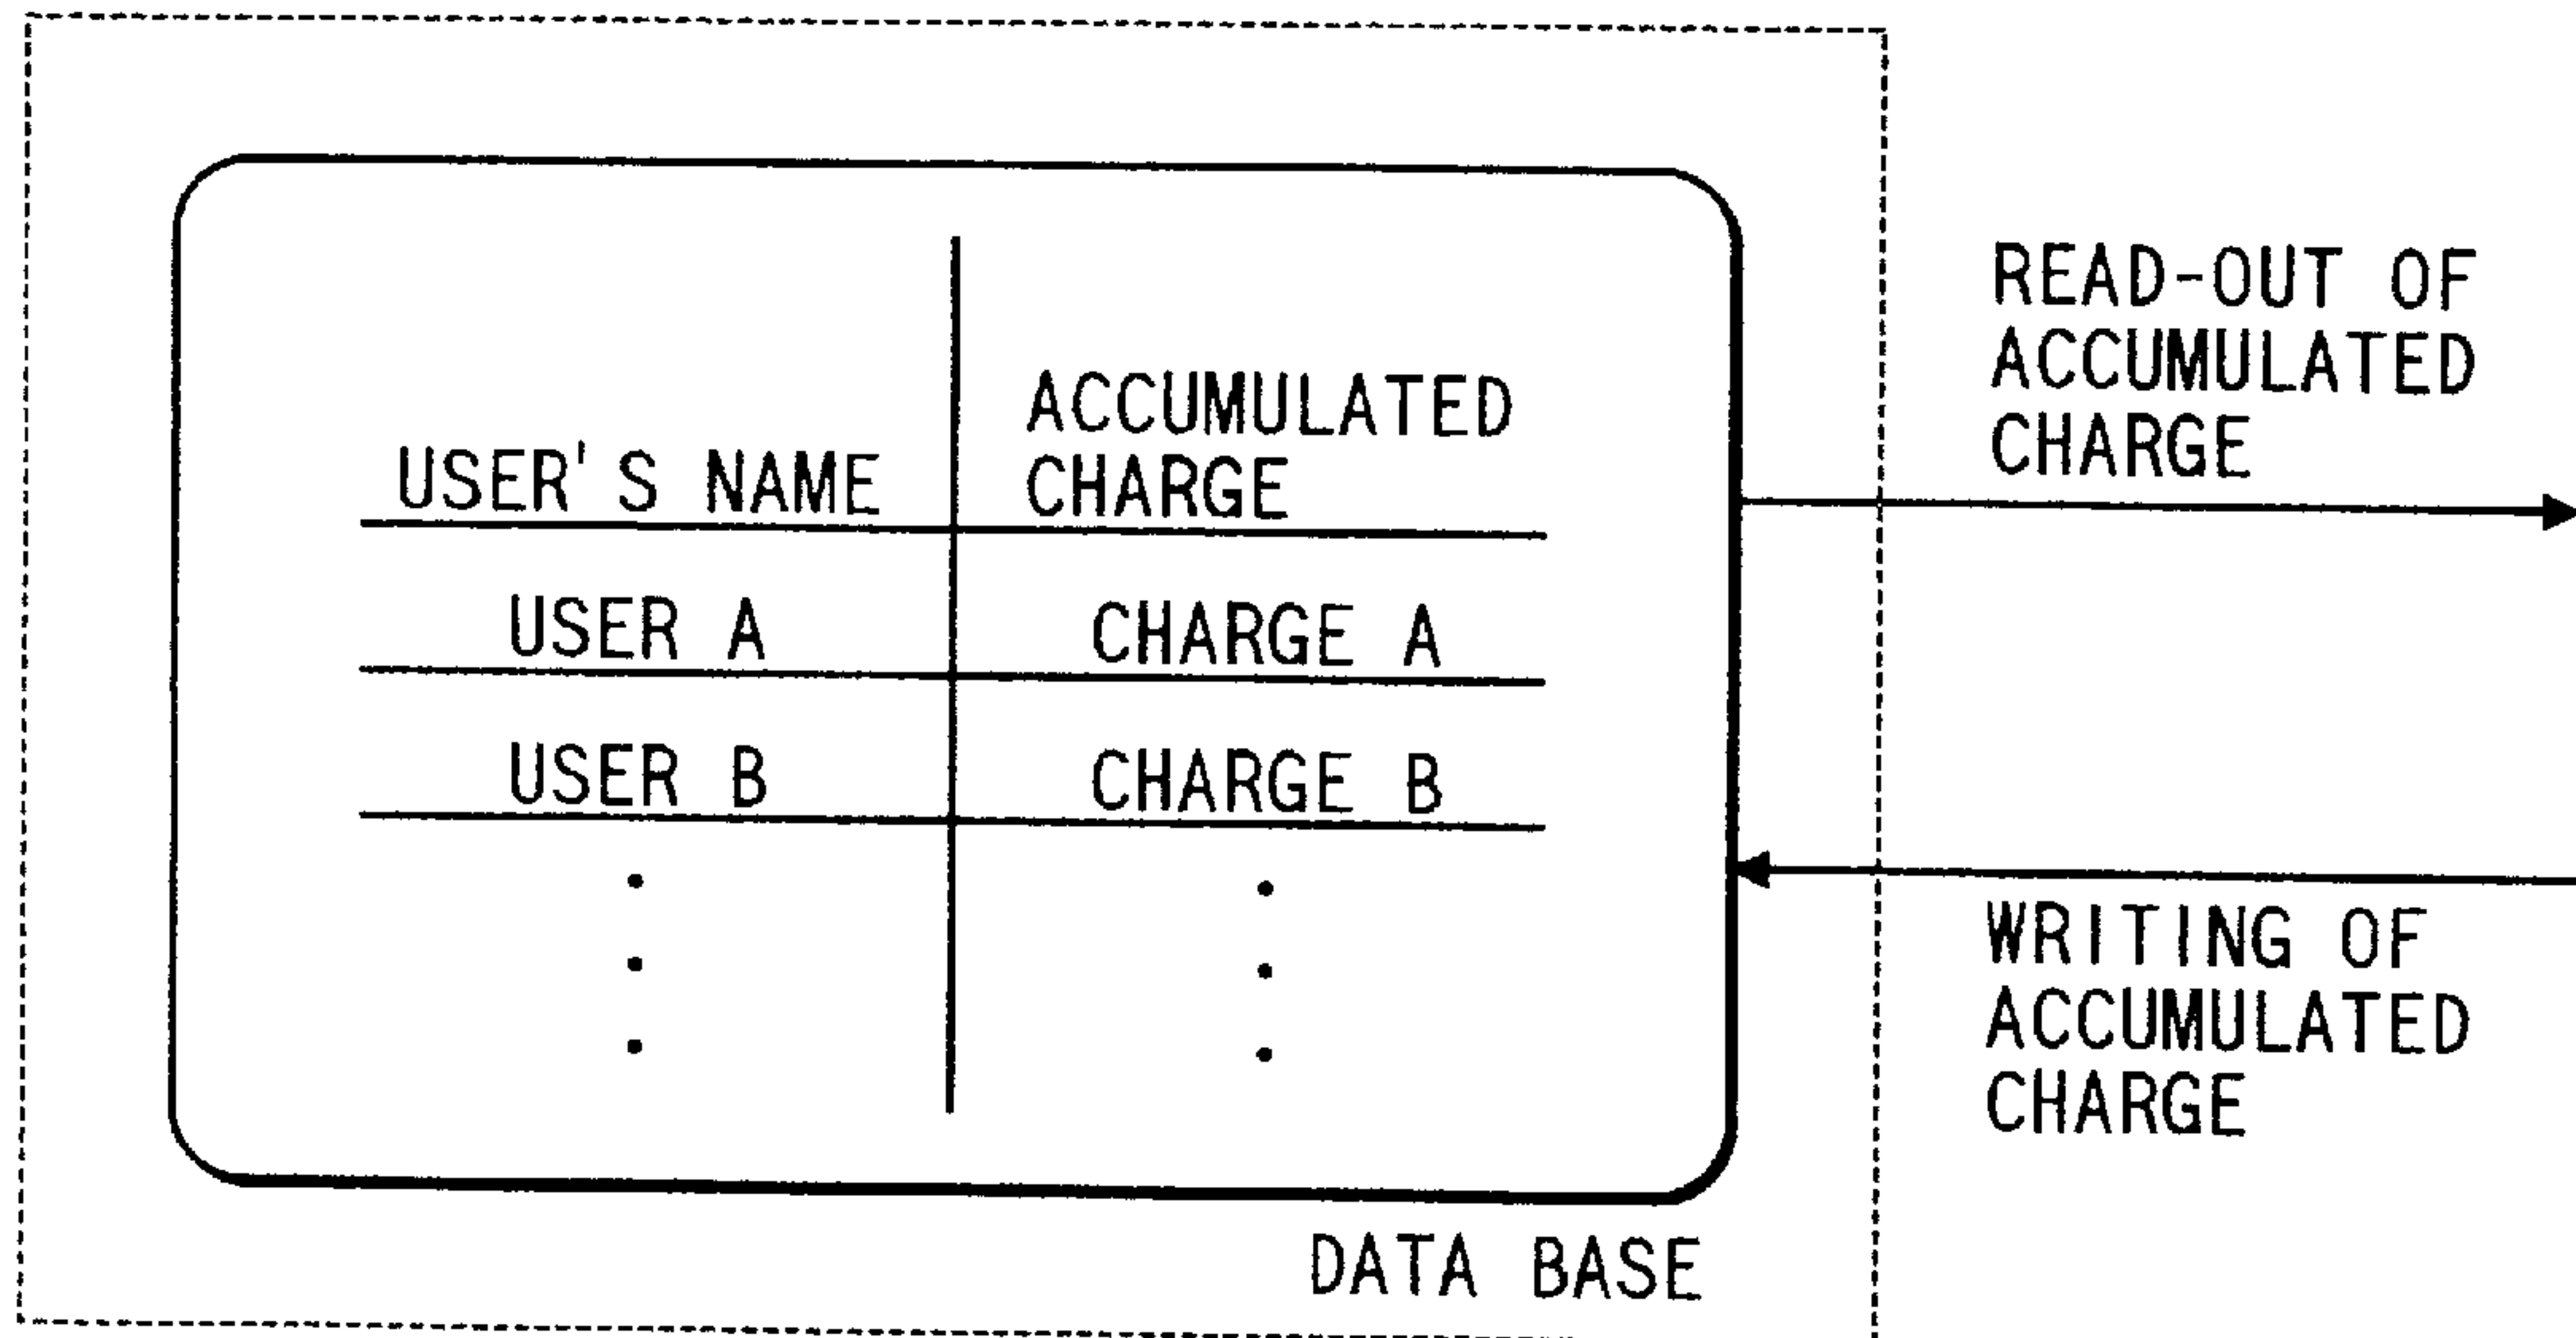 USER'S NAME
ACCUMULATED
CHARGE
USER A
CHARGE A
USER B
CHARGE B
DATA BASE
READ-OUT OF
ACCUMULATED
CHARGE
WRITING OF
ACCUMULATED
CHARGE